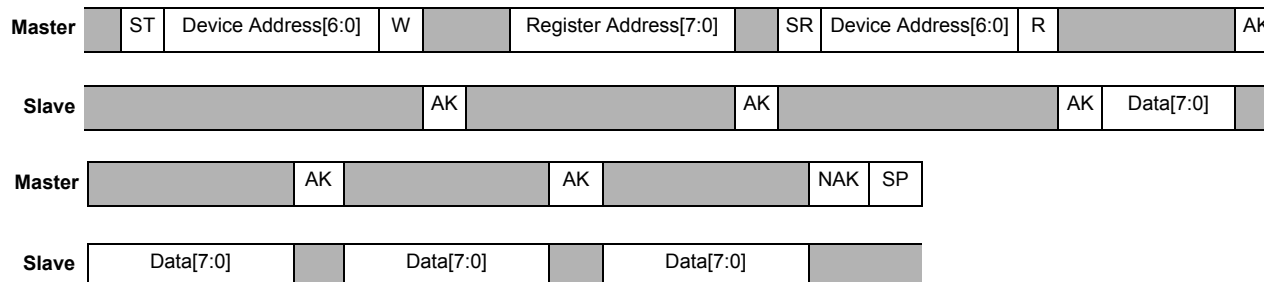 Master ST Device Address[6:0] W Register Address[7:0] SR Device Address[6:0] R AK
Slave AK AK AK Data[7:0]
Master AK AK NAK SP
Slave Data[7:0] Data[7:0] Data[7:0]